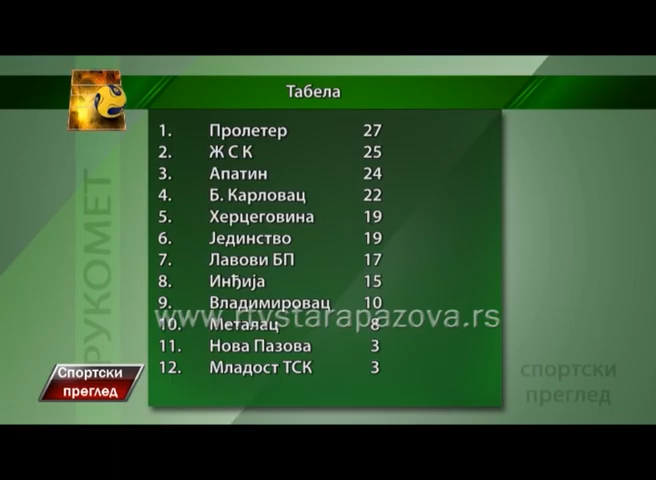 Табела
1. Пролетер 27
2. Ж С К 25
3. Апатин 24
4. Б. Карловац 22
5. Херцеговина 19
6. Јединство 19
7. Лавови БП 17
8. Инђија 15
9. Владимировац 10
www.rtvstarapazova.rs
10. Металац 8
11. Нова Пазова 3
12. Младост ТСК 3
РУКОМЕТ
Спортски
преглед
спортски
преглед